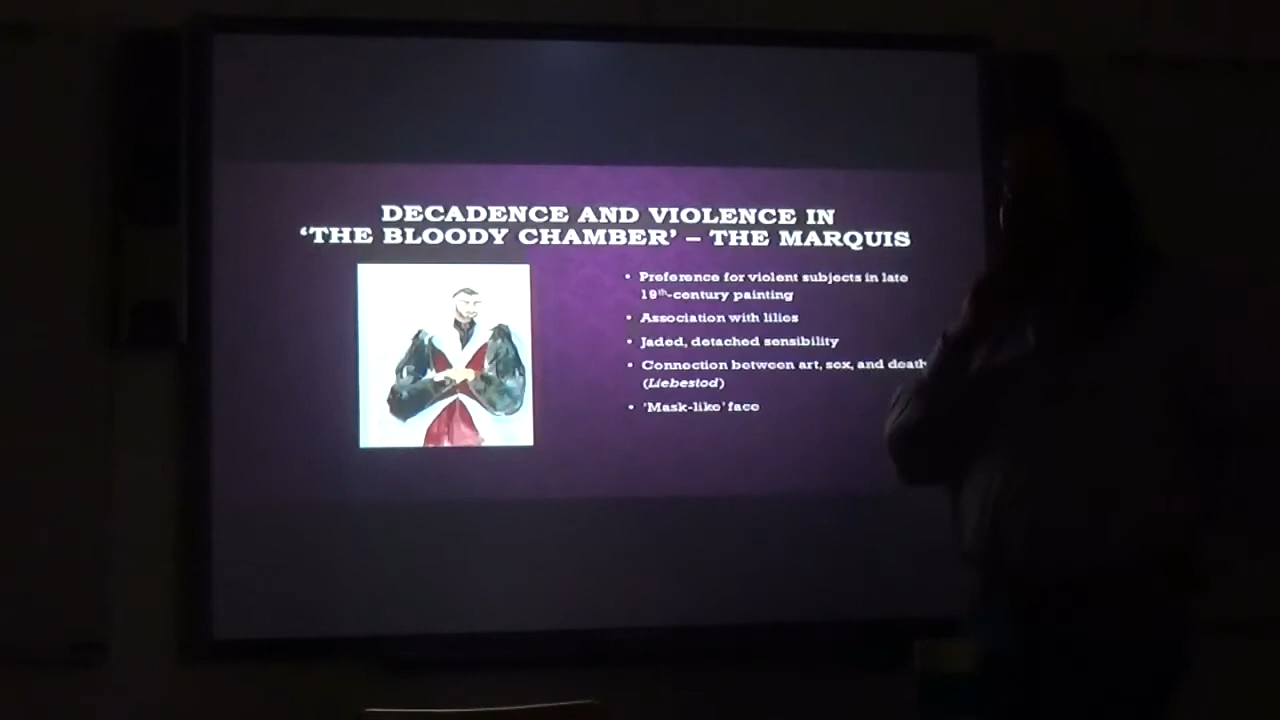 DECADENCE AND VIOLENCE IN
‘THE BLOODY CHAMBER’ – THE MARQUIS
• Preference for violent subjects in late
19th-century painting
• Association with lilies
• Jaded, detached sensibility
• Connection between art, sex, and death
(Liebestod)
• ‘Mask-like’ face